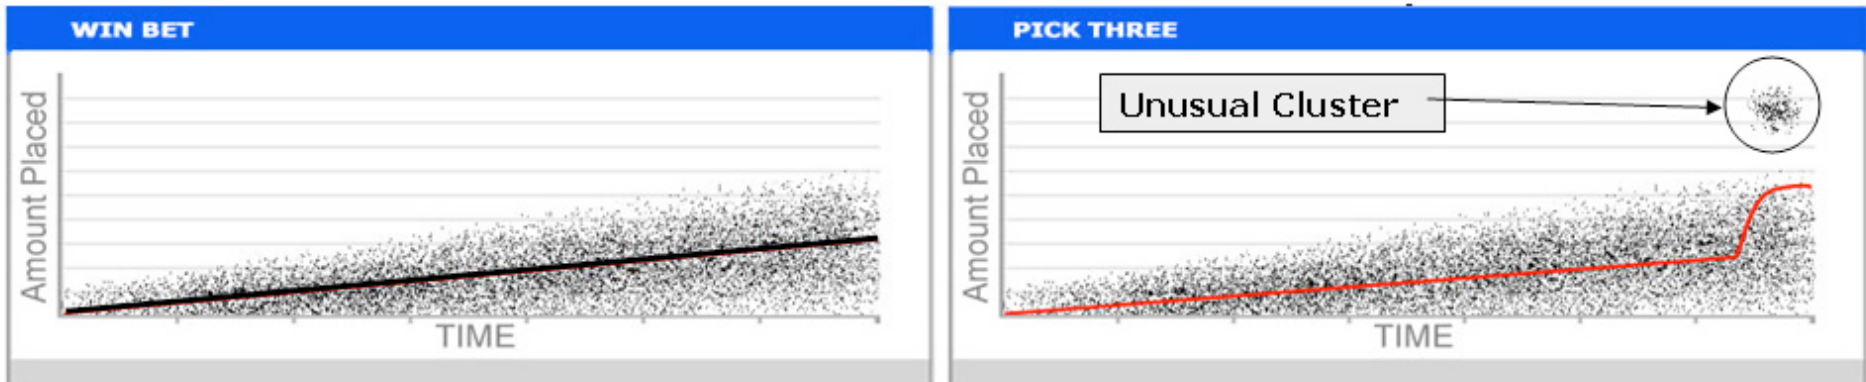 WIN BET
Amount Placed
TIME
PICK THREE
Amount Placed
Unusual Cluster
TIME